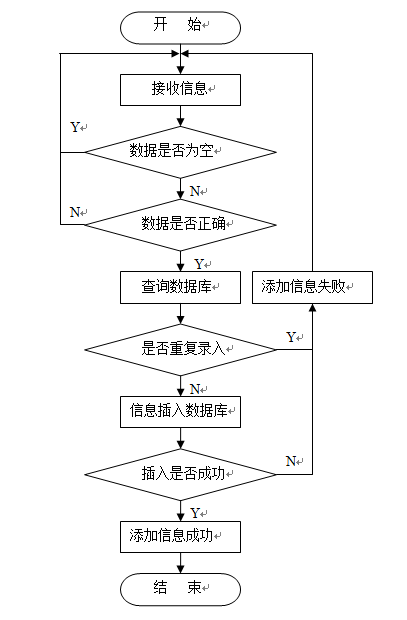 开 始
接收信息
Y
数据是否为空
N
N
数据是否正确
Y
查询数据库
添加信息失败
是否重复录入
Y
N
信息插入数据库
插入是否成功
N
Y
添加信息成功
结 束